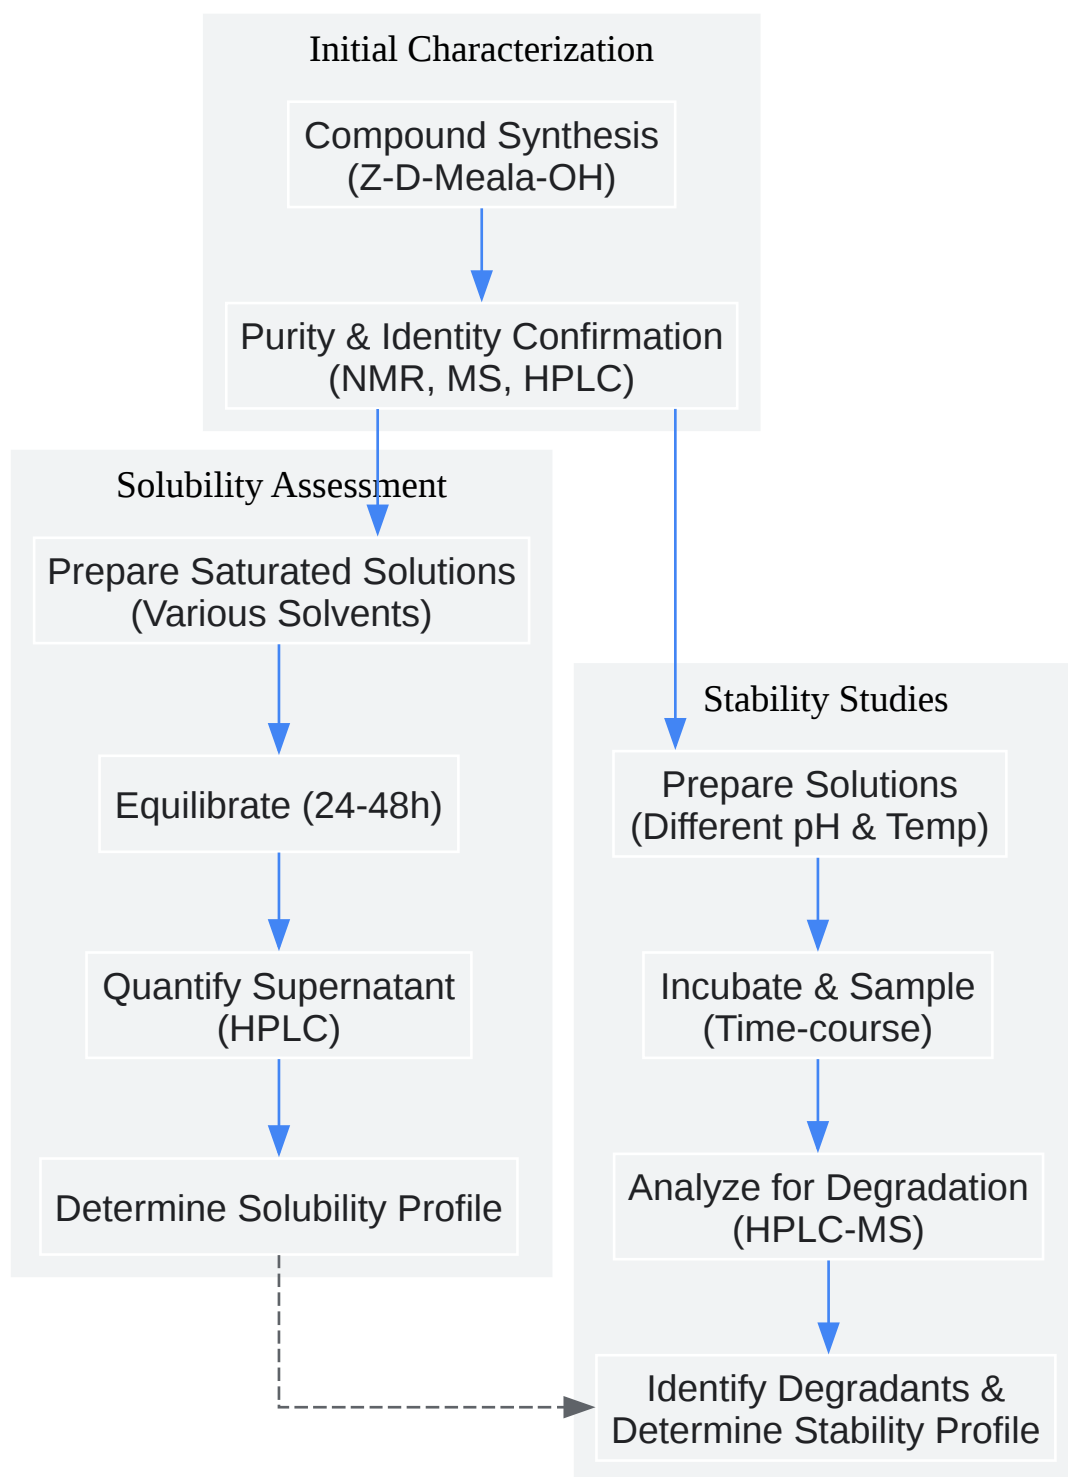 Initial Characterization
Compound Synthesis
(Z-D-Meala-OH)
Purity & Identity Confirmation
(NMR, MS, HPLC)
Solubility Assessment
Prepare Saturated Solutions
(Various Solvents)
Equilibrate (24-48h)
Quantify Supernatant
(HPLC)
Determine Solubility Profile
Stability Studies
Prepare Solutions
(Different pH & Temp)
Incubate & Sample
(Time-course)
Analyze for Degradation
(HPLC-MS)
Identify Degradants &
Determine Stability Profile